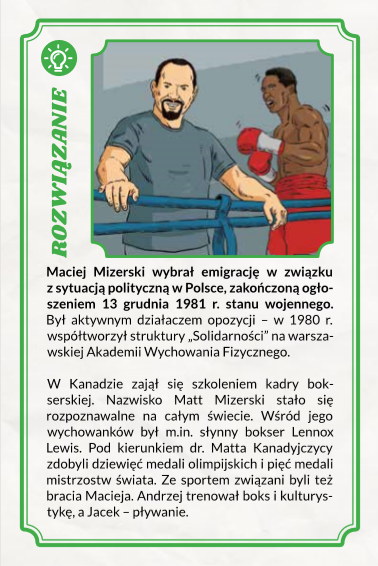 ROZWIĄZANIE
Maciej Mizerski wybrał emigrację w związku
z sytuacją polityczną w Polsce, zakończoną ogło-
szeniem 13 grudnia 1981 r. stanu wojennego.
Był aktywnym działaczem opozycji – w 1980 r.
współtworzył struktury „Solidarności” na warsza-
wskiej Akademii Wychowania Fizycznego.
W Kanadzie zajął się szkoleniem kadry bok-
serskiej. Nazwisko Matt Mizerski stało się
rozpoznawalne na całym świecie. Wśród jego
wychowanków był m.in. słynny bokser Lennox
Lewis. Pod kierunkiem dr. Matta Kanadyjczycy
zdobyli dziewięć medali olimpijskich i pięć medali
mistrzostw świata. Ze sportem związani byli też
bracia Macieja. Andrzej trenował boks i kulturys-
tykę, a Jacek – pływanie.